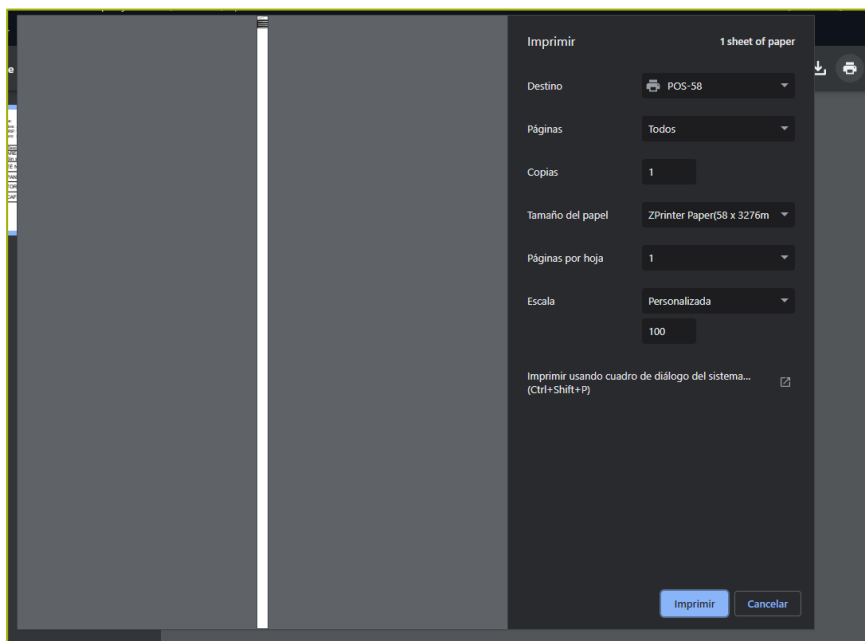 Imprimir
1 sheet of paper
Destino
POS-58
Páginas
Todos
Copias
1
Tamaño del papel
ZPrinter Paper(58 x 3276m
Páginas por hoja
1
Escala
Personalizada
100
Imprimir usando cuadro de diálogo del sistema...
(Ctrl+Shift+P)
Imprimir
Cancelar